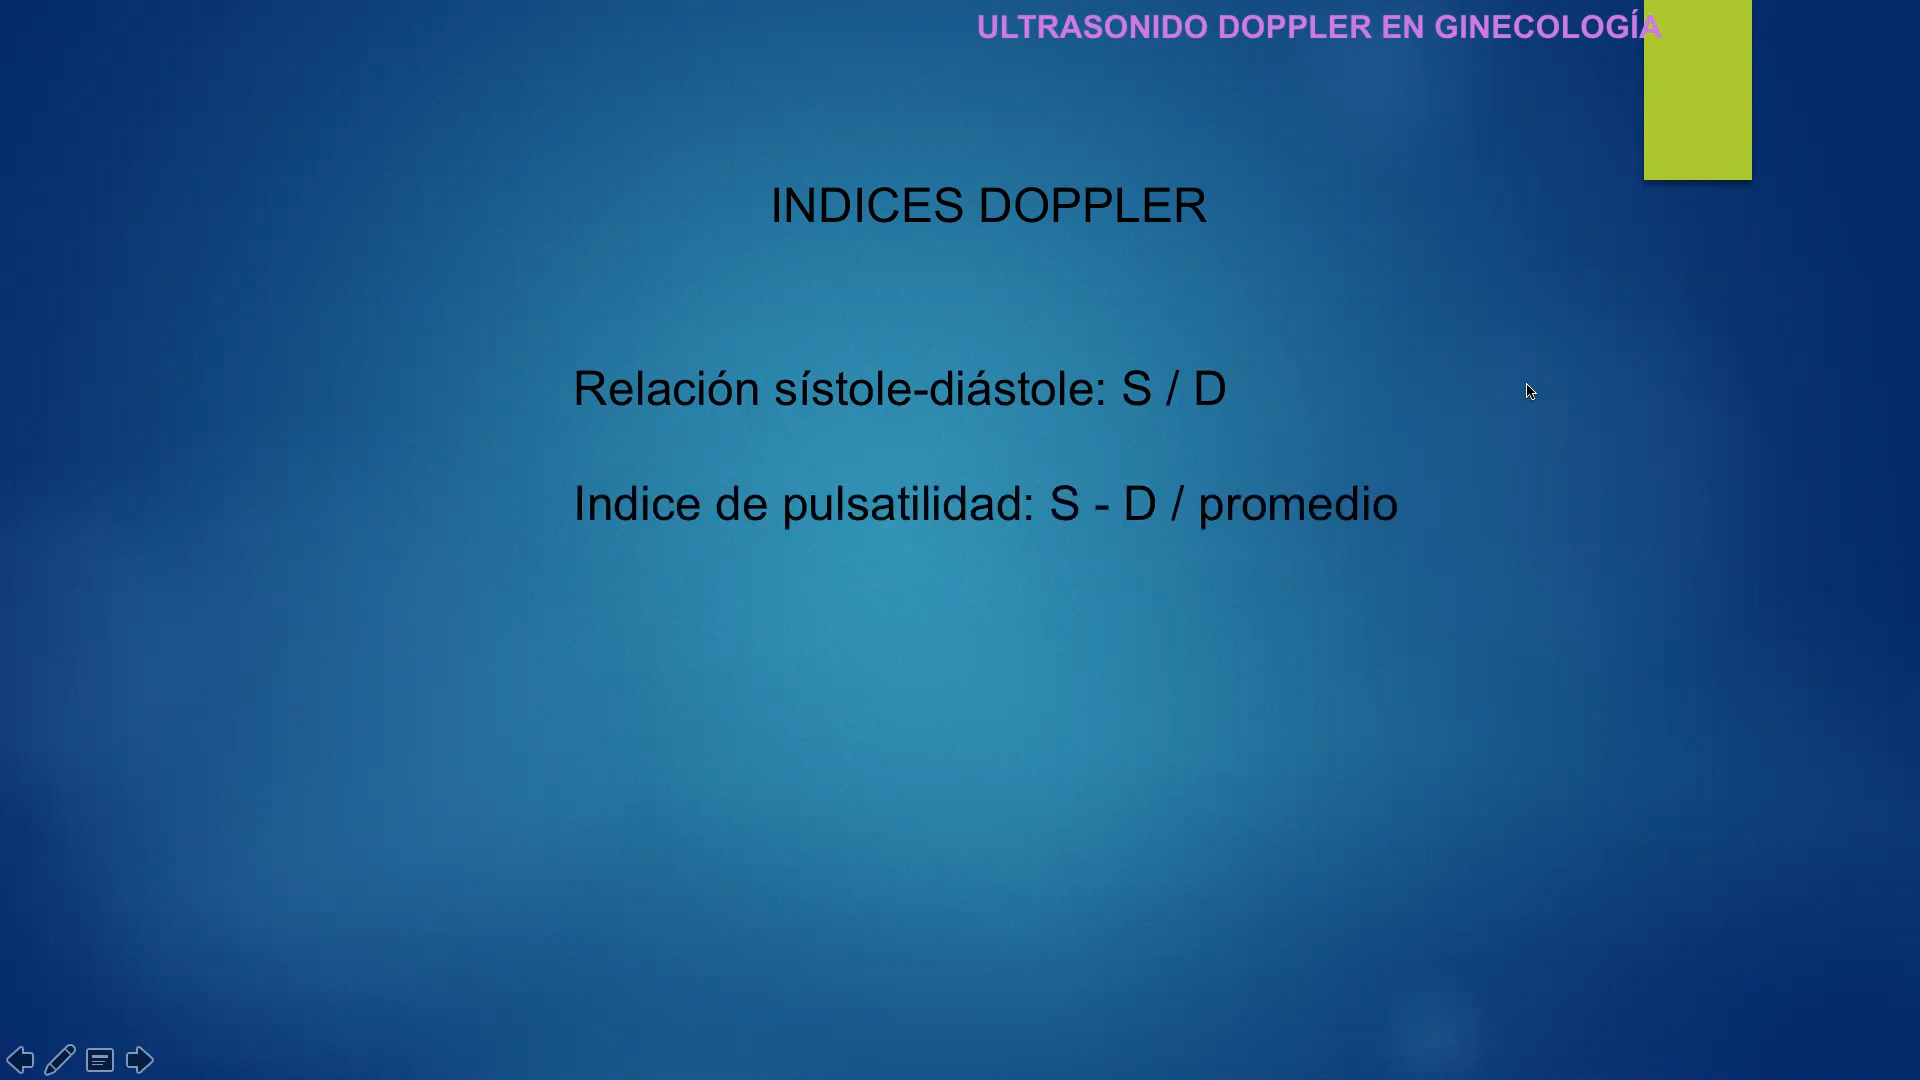 ULTRASONIDO DOPPLER EN GINECOLOGÍA
INDICES DOPPLER
Relación sístole-diástole: S / D
Indice de pulsatilidad: S - D / promedio